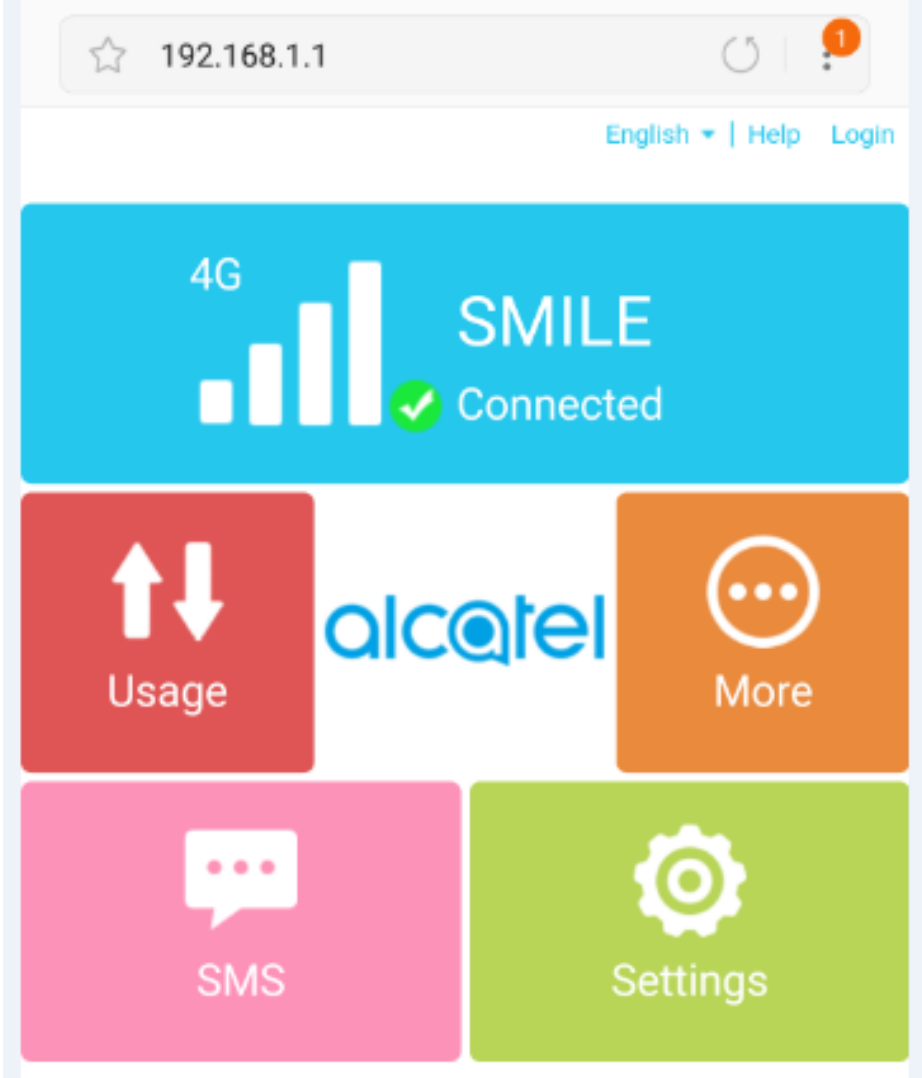 192.168.1.1
1
English | Help Login
4G
SMILE
Connected
Usage
alcatel
More
SMS
Settings